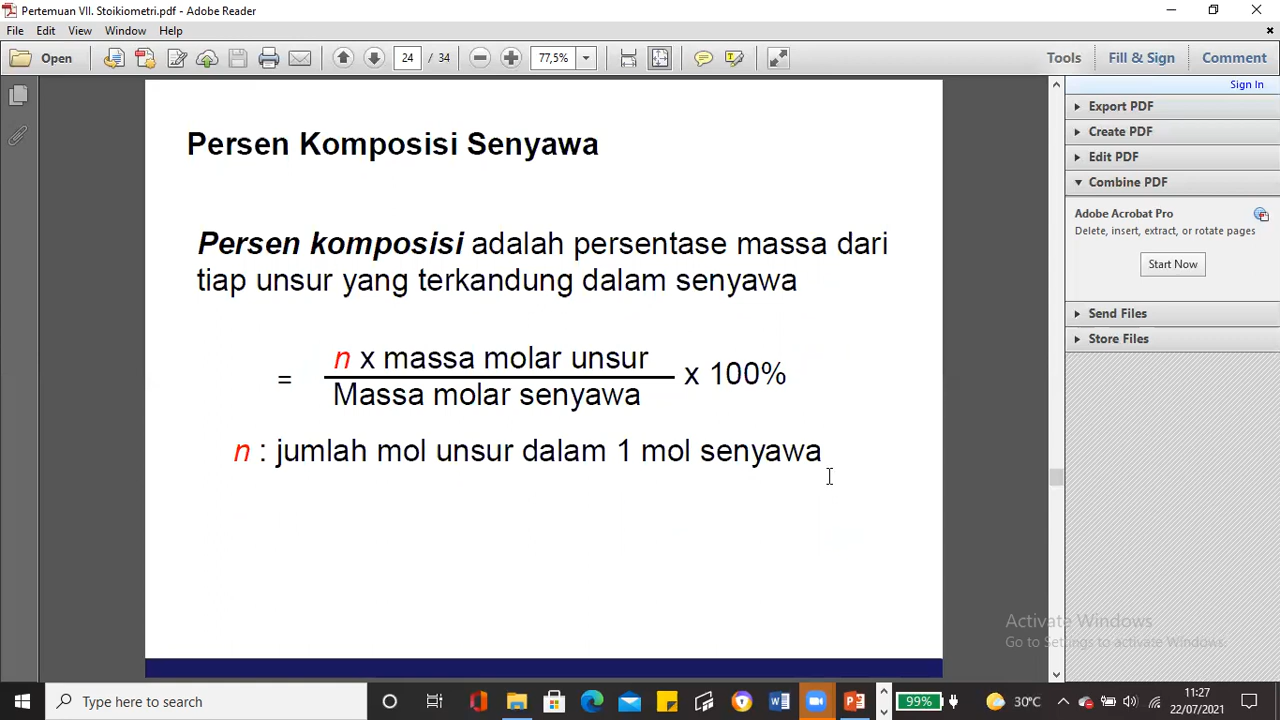 Pertemuan VII. Stoikiometri.pdf - Adobe Reader
File Edit View Window Help
Open 24 / 34 77,5% Tools Fill & Sign Comment
Sign In
Export PDF
Create PDF
Edit PDF
Combine PDF
Adobe Acrobat Pro
Delete, insert, extract, or rotate pages
Start Now
Send Files
Store Files
Persen Komposisi Senyawa
Persen komposisi adalah persentase massa dari
tiap unsur yang terkandung dalam senyawa
n x massa molar unsur
= x 100%
Massa molar senyawa
n : jumlah mol unsur dalam 1 mol senyawa
Activate Windows
Go to Settings to activate Windows.
Type here to search 99% 30°C 11:27
22/07/2021